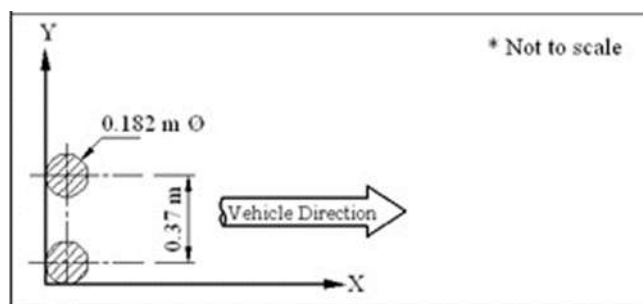 Y
* Not to scale
0.182 m O
0.37 m
Vehicle Direction
X